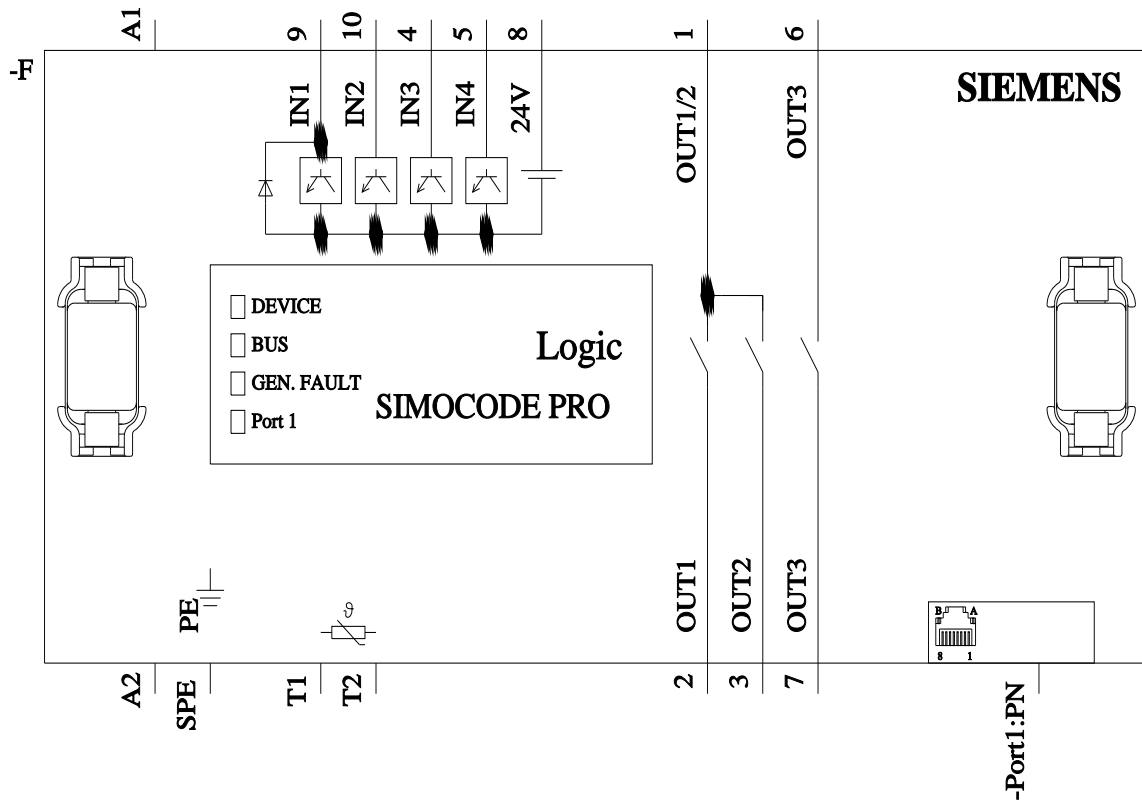 A1
9
10
4
5
8
1
6
-F
SIEMENS
IN1
IN2
IN3
IN4
24V
OUT1/2
OUT3
DEVICE
BUS
GEN. FAULT
Port 1
Logic
SIMOCODE PRO
PE
ϑ
OUT1
OUT2
OUT3
B
A
8
1
A2
SPE
T1
T2
2
3
7
-Port1:PN